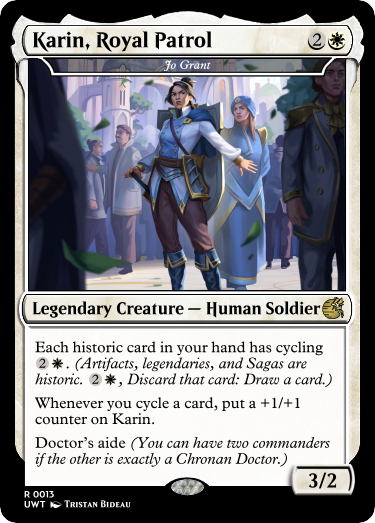 Karin, Royal Patrol 2
Jo Grant
Legendary Creature — Human Soldier
Each historic card in your hand has cycling
2. (Artifacts, legendaries, and Sagas are
historic. 2, Discard that card: Draw a card.)
Whenever you cycle a card, put a +1/+1
counter on Karin.
Doctor's aide (You can have two commanders
if the other is exactly a Chronan Doctor.)
3/2
R 0013
UWT Tristan Bideau